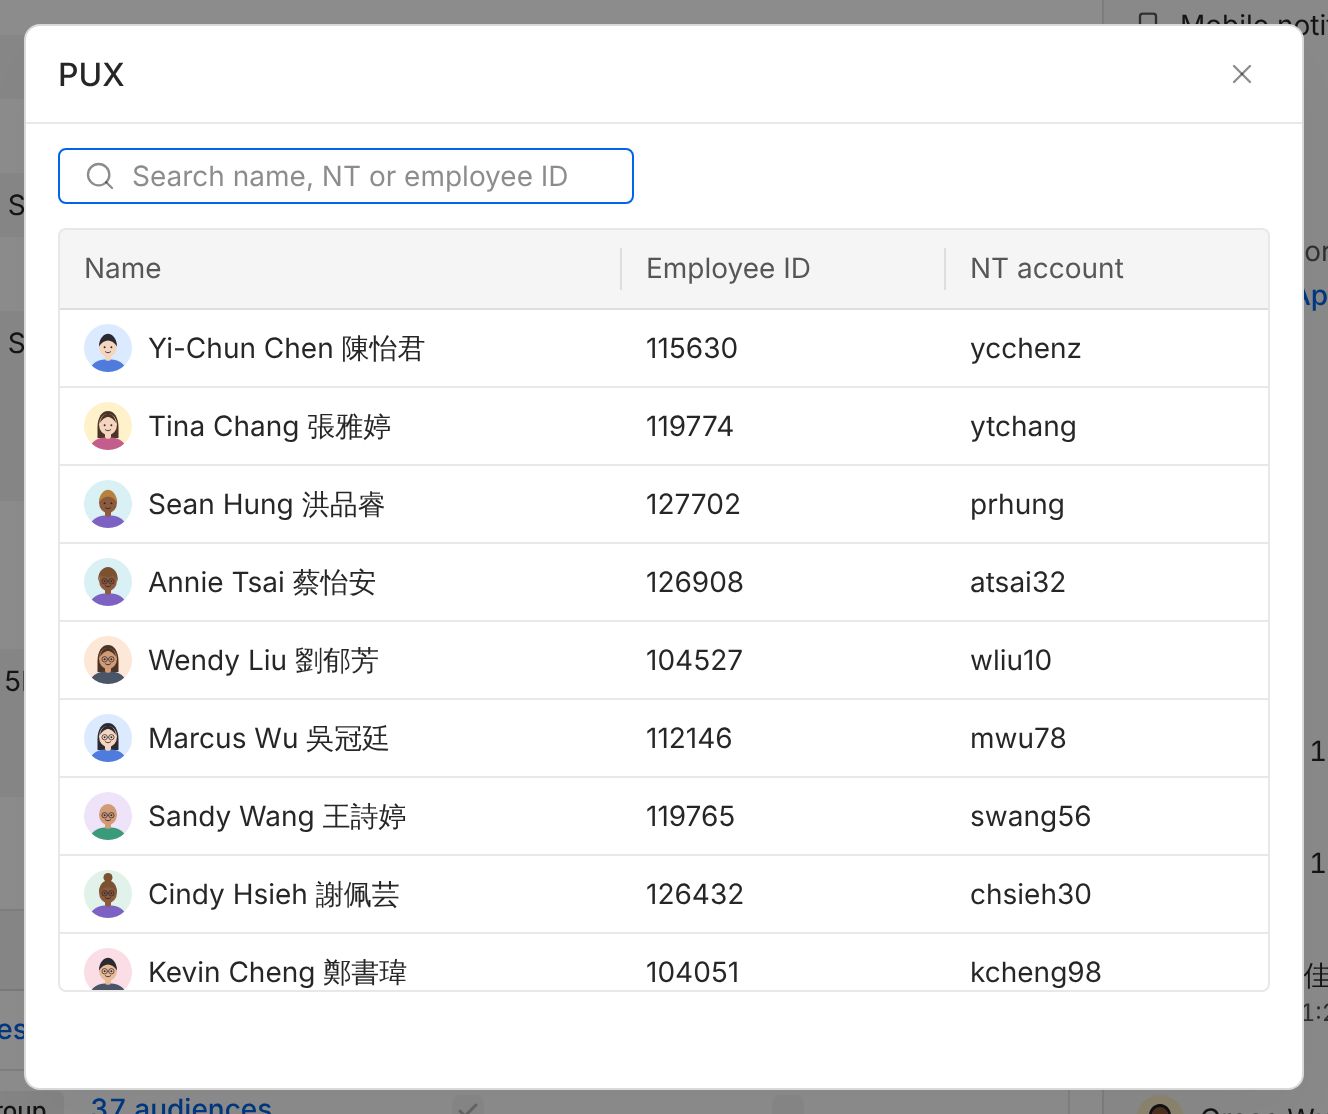 Mobile noti
PUX
Search name, NT or employee ID
Name Employee ID NT account
Yi-Chun Chen 陳怡君 115630 ycchenz
Tina Chang 張雅婷 119774 ytchang
Sean Hung 洪品睿 127702 prhung
Annie Tsai 蔡怡安 126908 atsai32
Wendy Liu 劉郁芳 104527 wliu10
Marcus Wu 吳冠廷 112146 mwu78
Sandy Wang 王詩婷 119765 swang56
Cindy Hsieh 謝佩芸 126432 chsieh30
Kevin Cheng 鄭書瑋 104051 kcheng98
37 audiences